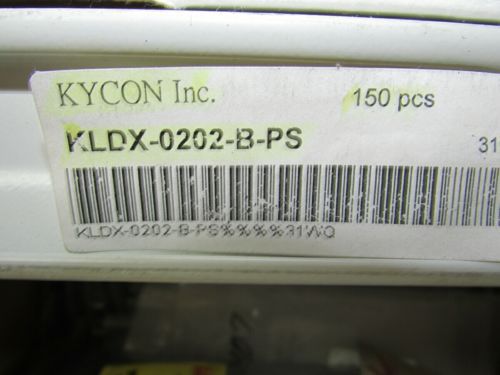 KYCON Inc. 150 pcs
KLDX-0202-B-PS 31
KLDX-0202-B-PS%%%%31WQ